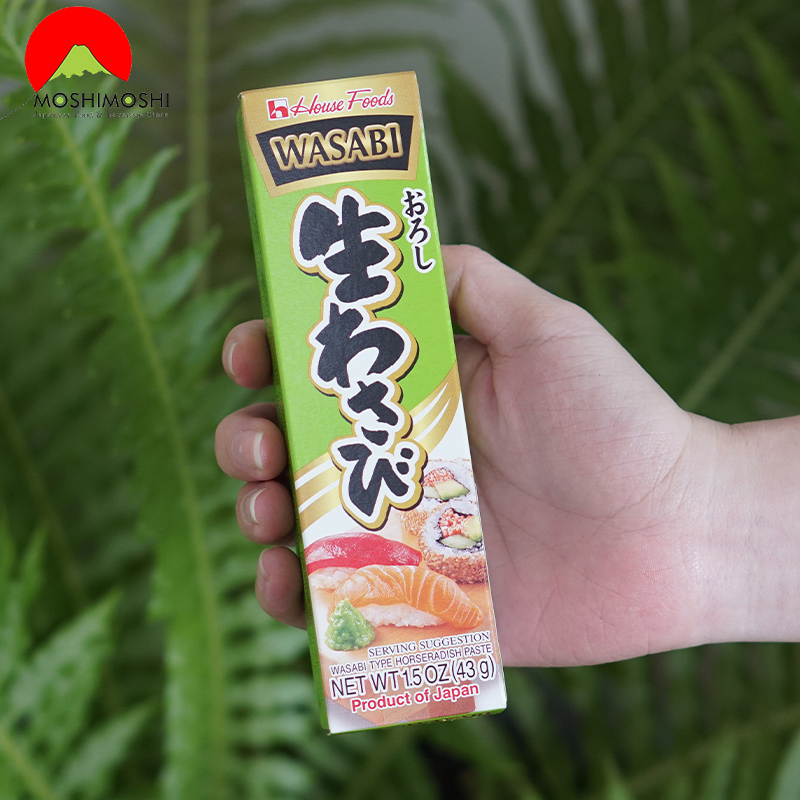 MOSHIMOSHI
House Foods
WASABI
おろし
生わさび
SERVING SUGGESTION
WASABI TYPE HORSERADISH PASTE
NET WT 1.5 OZ (43 g)
Product of Japan